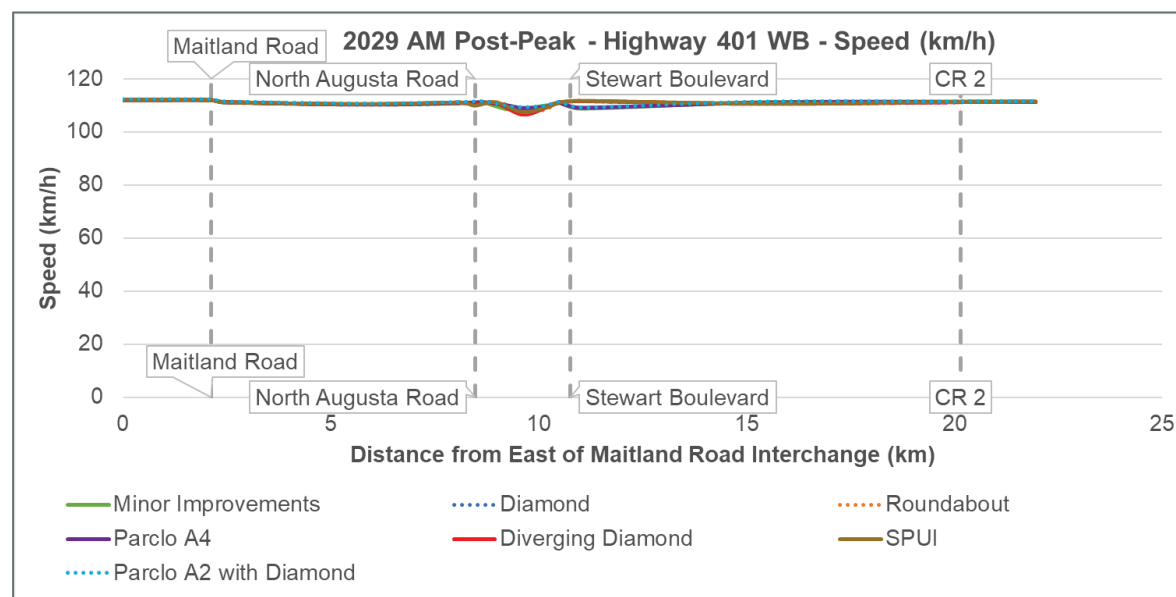 2029 AM Post-Peak - Highway 401 WB - Speed (km/h)
Maitland Road
North Augusta Road
Stewart Boulevard
CR 2
120
100
80
60
40
20
0
Speed (km/h)
Maitland Road
North Augusta Road
Stewart Boulevard
CR 2
0 5 10 15 20 25
Distance from East of Maitland Road Interchange (km)
Minor Improvements Diamond Roundabout
Parclo A4 Diverging Diamond SPUI
Parclo A2 with Diamond